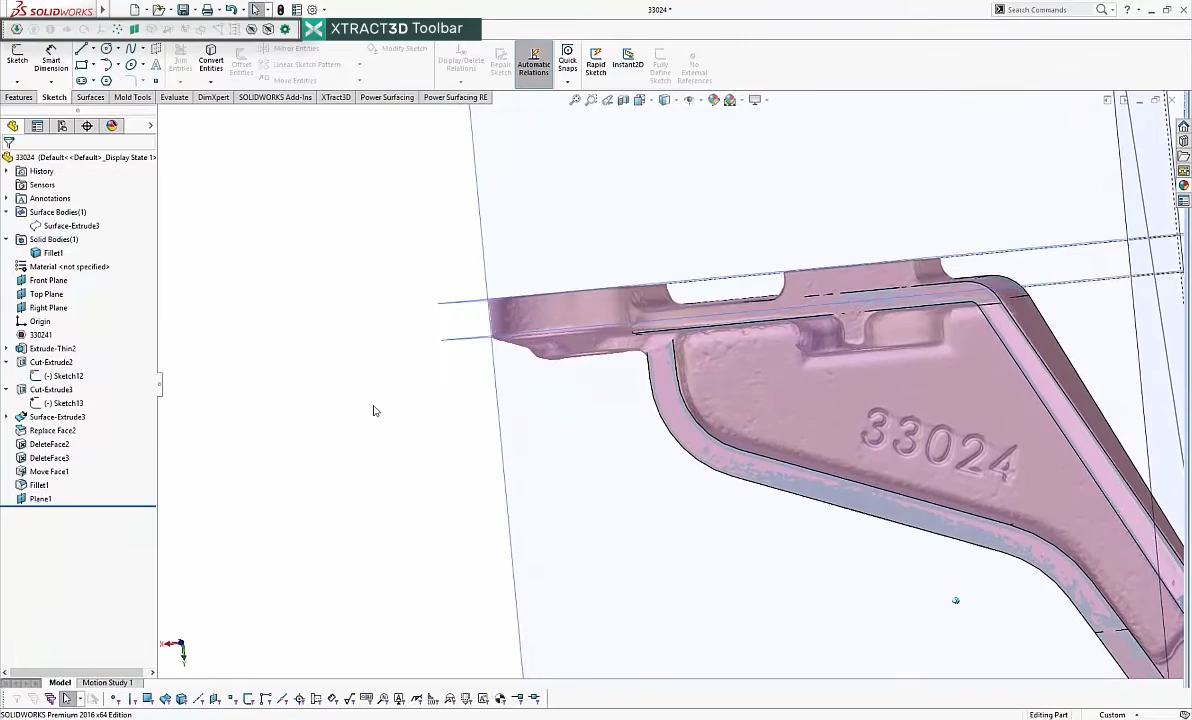 SOLIDWORKS
33024 *
Search Commands
?
XTRACT3D Toolbar
Sketch
Smart Dimension
Trim Entities
Convert Entities
Offset Entities
Mirror Entities
Linear Sketch Pattern
Move Entities
Modify Sketch
Display/Delete Relations
Repair Sketch
Automatic Relations
Quick Snaps
Rapid Sketch
Instant2D
Fully Define Sketch
No External References
Features
Sketch
Surfaces
Mold Tools
Evaluate
DimXpert
SOLIDWORKS Add-Ins
XTract3D
Power Surfacing
Power Surfacing RE
33024 (Default<<Default>_Display State 1>
History
Sensors
Annotations
Surface Bodies(1)
Surface-Extrude3
Solid Bodies(1)
Fillet1
Material <not specified>
Front Plane
Top Plane
Right Plane
Origin
330241
Extrude-Thin2
Cut-Extrude2
(-) Sketch12
Cut-Extrude3
(-) Sketch13
Surface-Extrude3
Replace Face2
DeleteFace2
DeleteFace3
Move Face1
Fillet1
Plane1
33024
X
Y
Model
Motion Study 1
SOLIDWORKS Premium 2016 x64 Edition
Editing Part
Custom